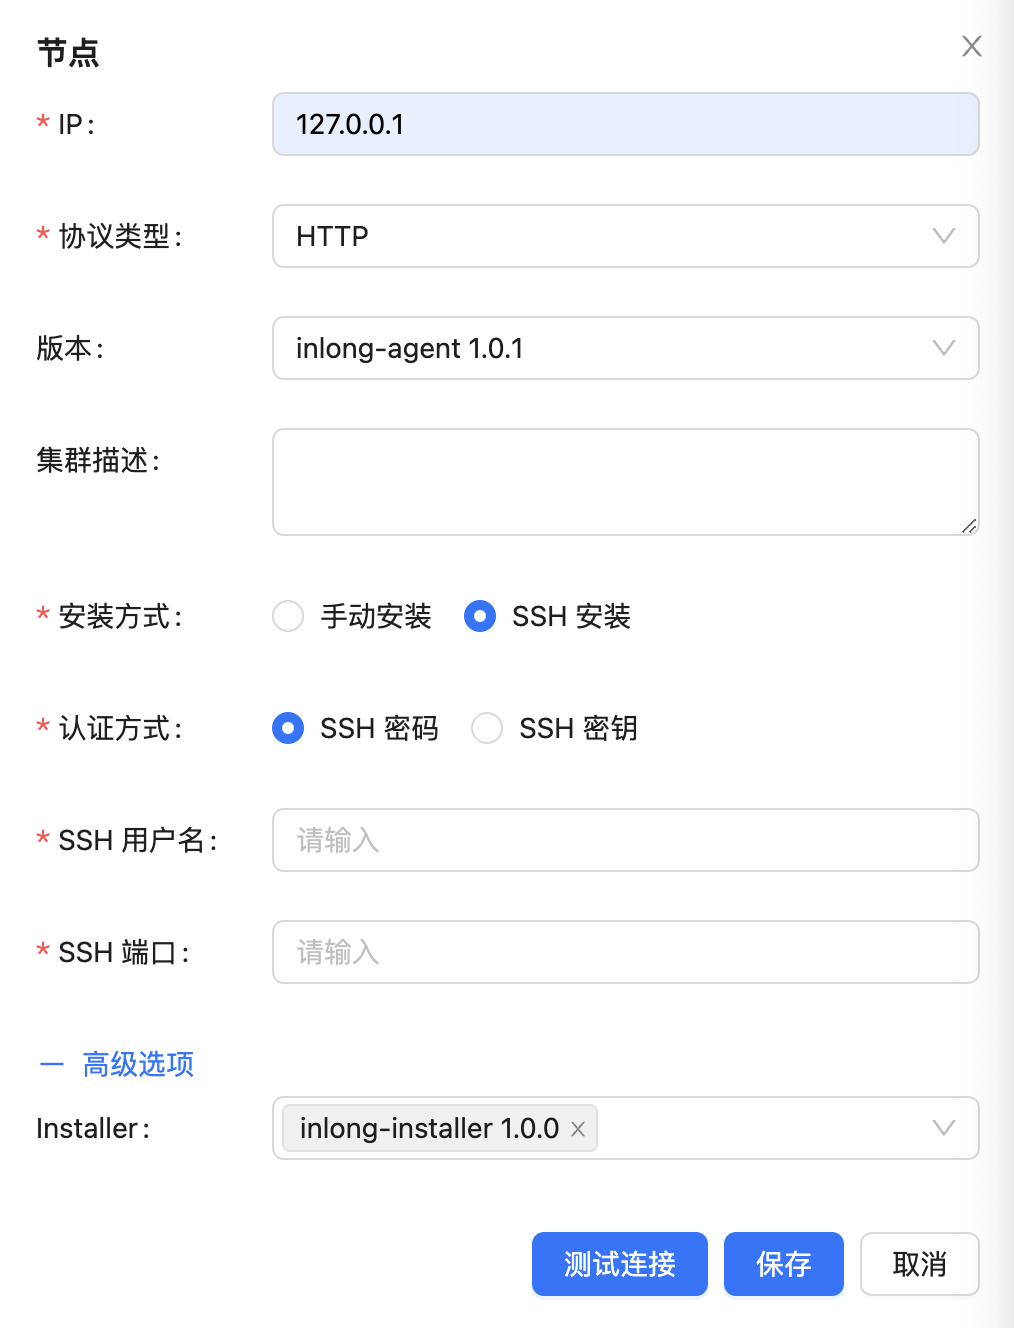 节点
* IP: 127.0.0.1
* 协议类型: HTTP
版本: inlong-agent 1.0.1
集群描述:
* 安装方式: 手动安装 SSH 安装
* 认证方式: SSH 密码 SSH 密钥
* SSH 用户名: 请输入
* SSH 端口: 请输入
高级选项
Installer: inlong-installer 1.0.0
测试连接 保存 取消